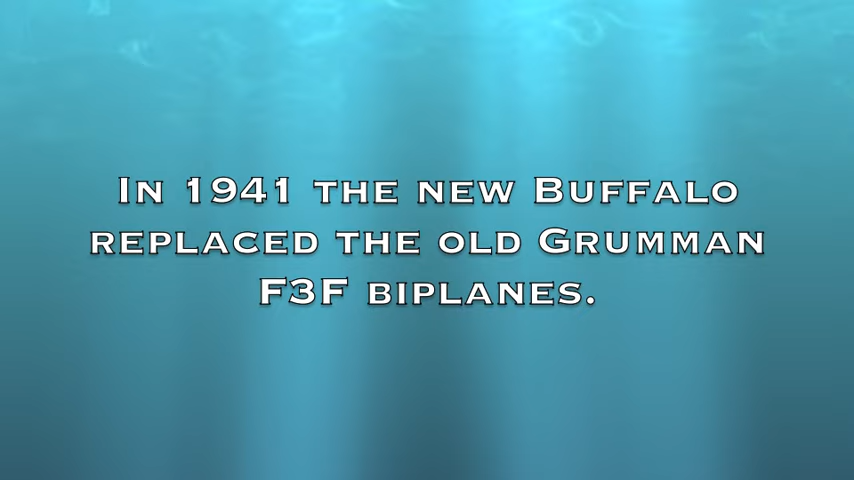 In 1941 the new Buffalo
replaced the old Grumman
F3F biplanes.